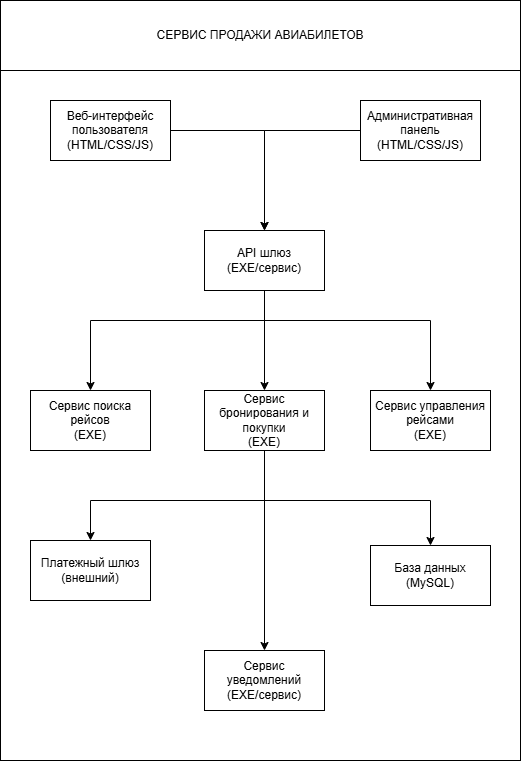 СЕРВИС ПРОДАЖИ АВИАБИЛЕТОВ
Веб-интерфейс
пользователя
(HTML/CSS/JS)
Административная
панель
(HTML/CSS/JS)
API шлюз
(EXE/сервис)
Сервис поиска
рейсов
(EXE)
Сервис
бронирования и
покупки
(EXE)
Сервис управления
рейсами
(EXE)
Платежный шлюз
(внешний)
База данных
(MySQL)
Сервис
уведомлений
(EXE/сервис)